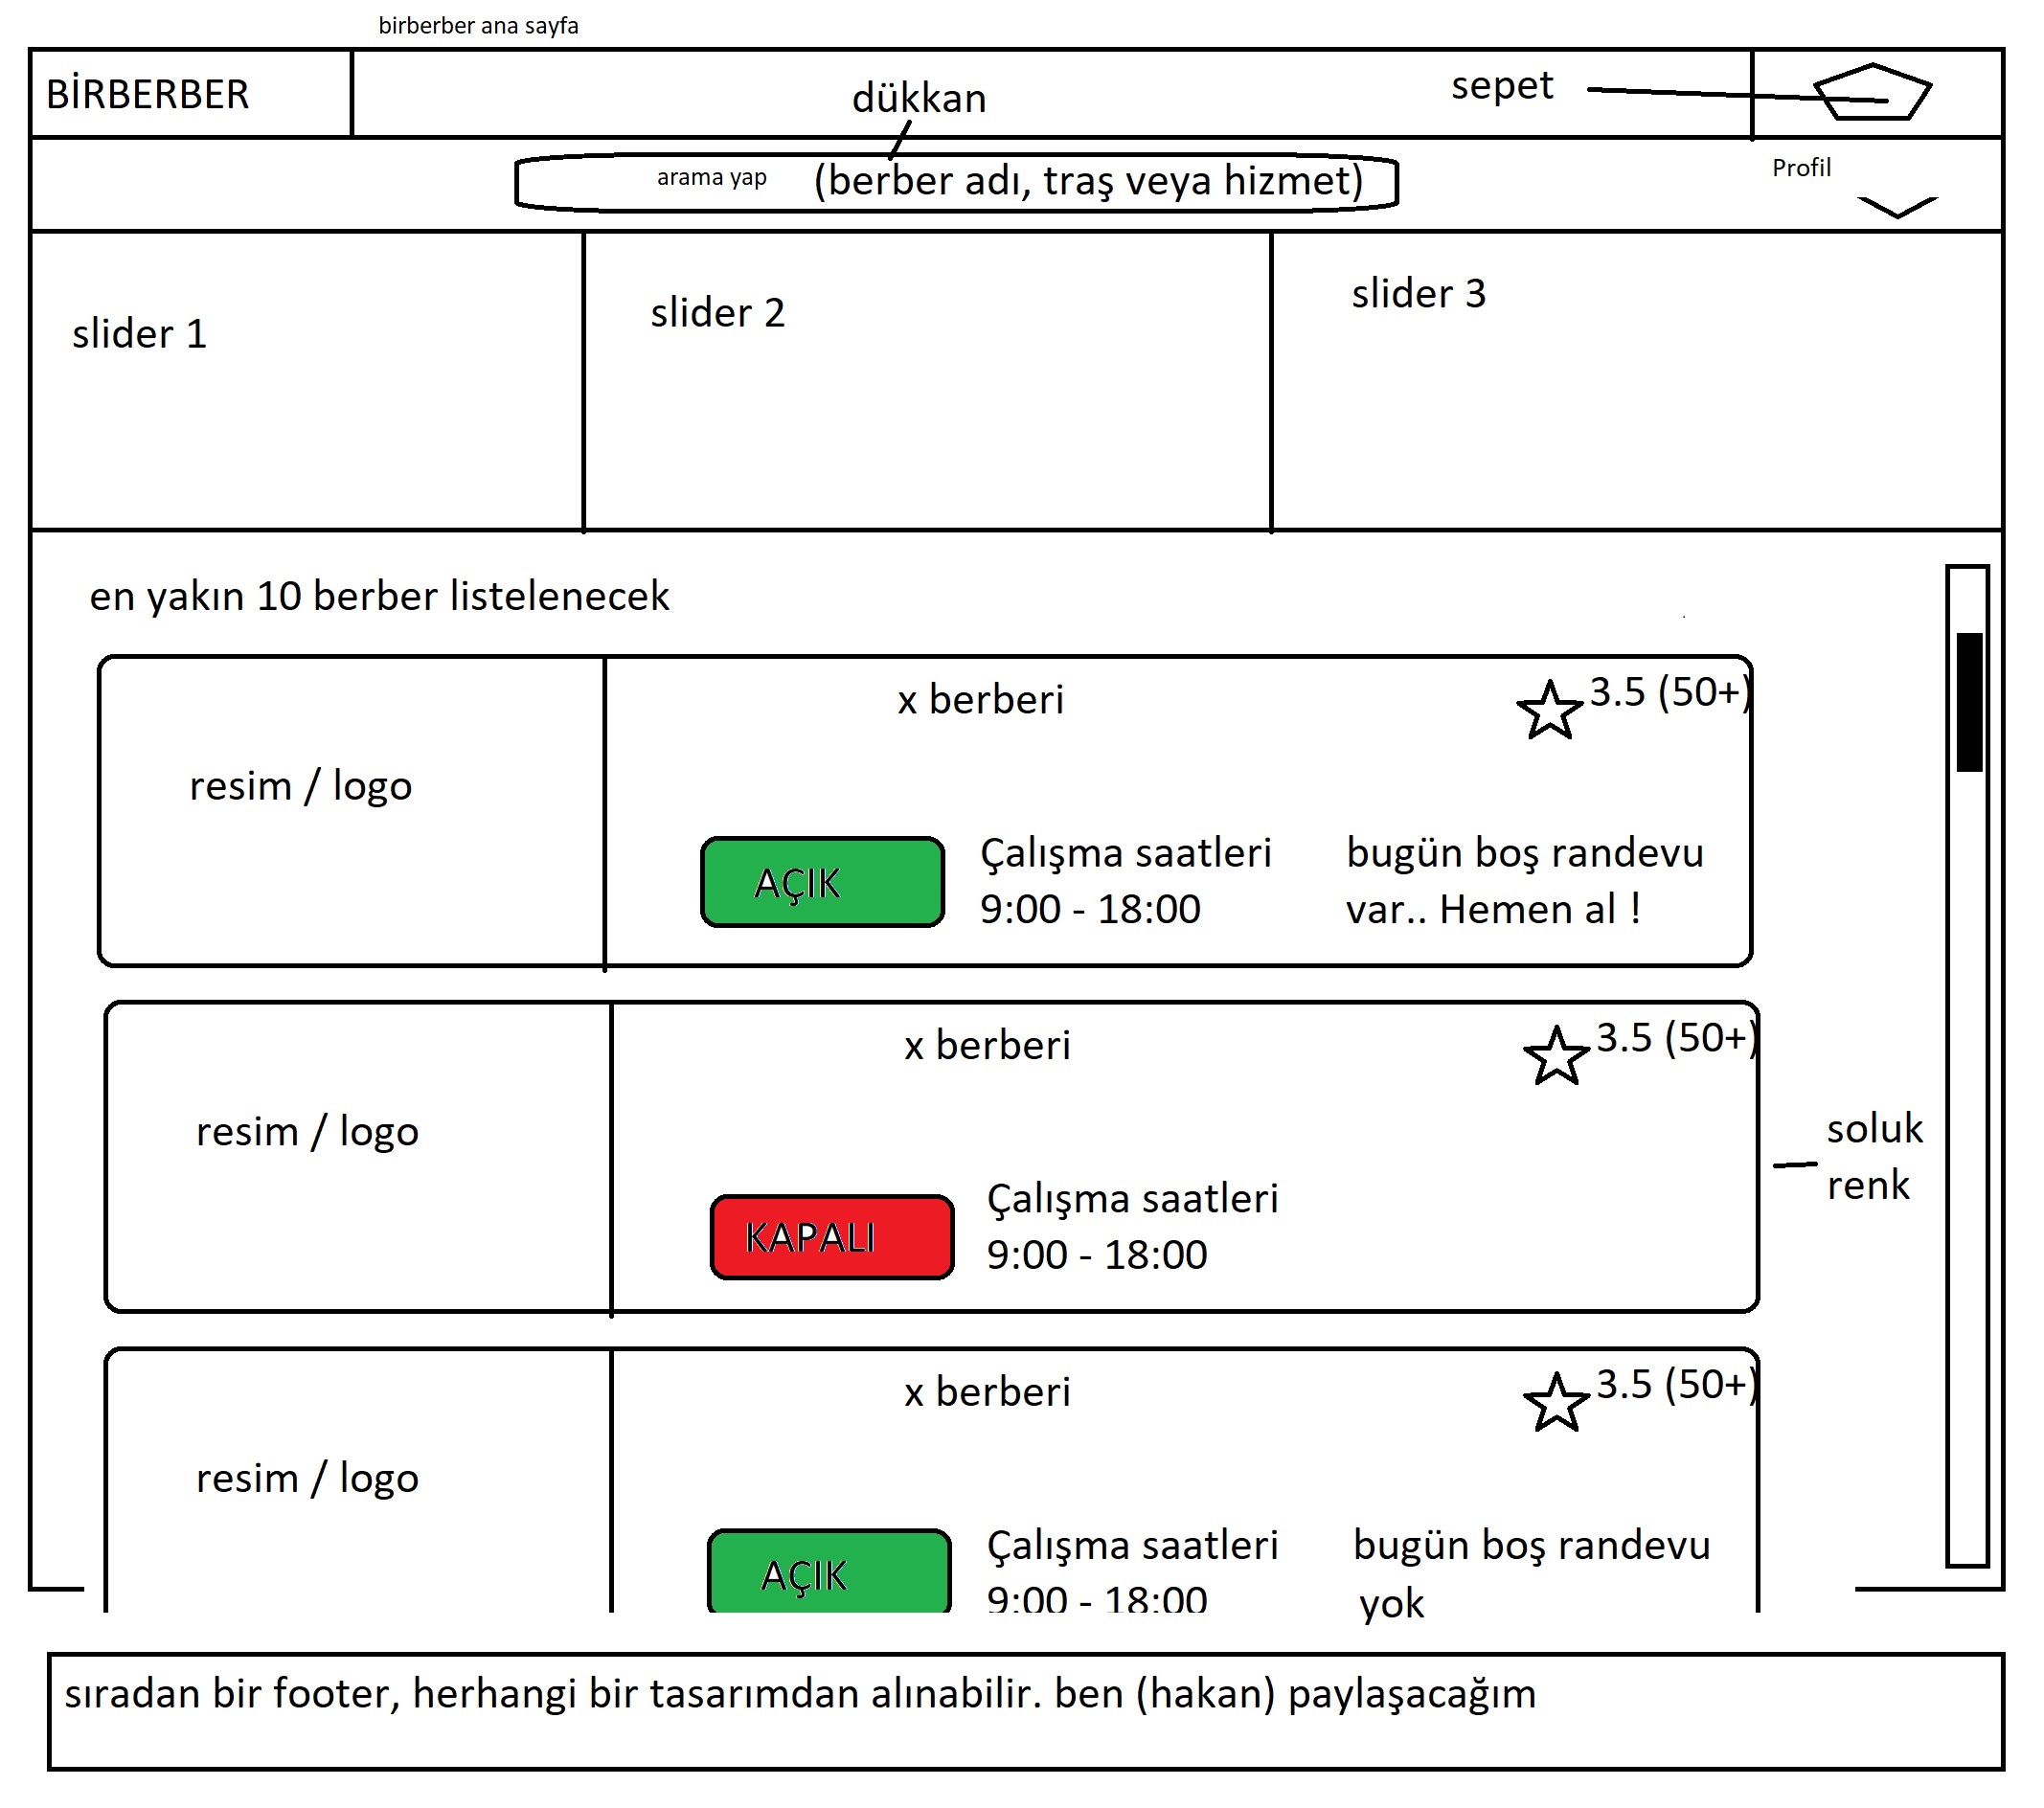 birberber ana sayfa
BİRBERBER
dükkan
sepet
arama yap
(berber adı, traş veya hizmet)
Profil
slider 1
slider 2
slider 3
en yakın 10 berber listelenecek
resim / logo
x berberi
3.5 (50+)
AÇIK
Çalışma saatleri
9:00 - 18:00
bugün boş randevu
var.. Hemen al !
resim / logo
x berberi
3.5 (50+)
KAPALI
Çalışma saatleri
9:00 - 18:00
soluk
renk
resim / logo
x berberi
3.5 (50+)
AÇIK
Çalışma saatleri
9:00 - 18:00
bugün boş randevu
yok
sıradan bir footer, herhangi bir tasarımdan alınabilir. ben (hakan) paylaşacağım